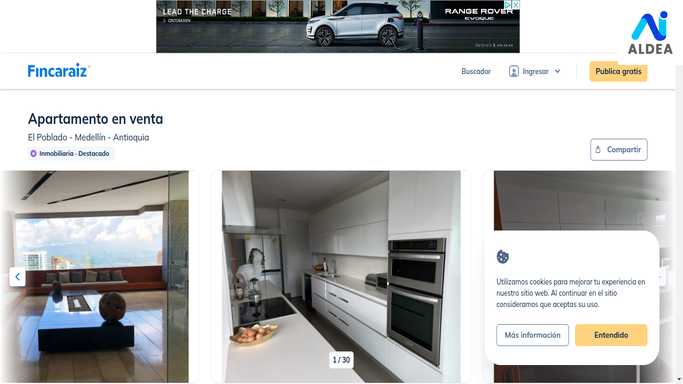 LEAD THE CHARGE
RANGE ROVER
EVOQUE
ALDEA
Fincaraíz
Buscador
Ingresar
Publica gratis
Apartamento en venta
El Poblado - Medellín - Antioquia
Inmobiliaria - Destacado
Compartir
Utilizamos cookies para mejorar tu experiencia en
nuestro sitio web. Al continuar en el sitio
consideramos que aceptas su uso.
Más información
Entendido
1 / 30